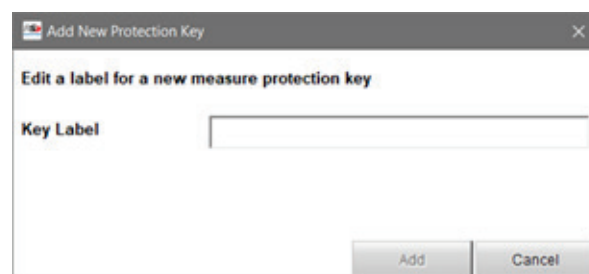 Add New Protection Key
Edit a label for a new measure protection key
Key Label
Add Cancel